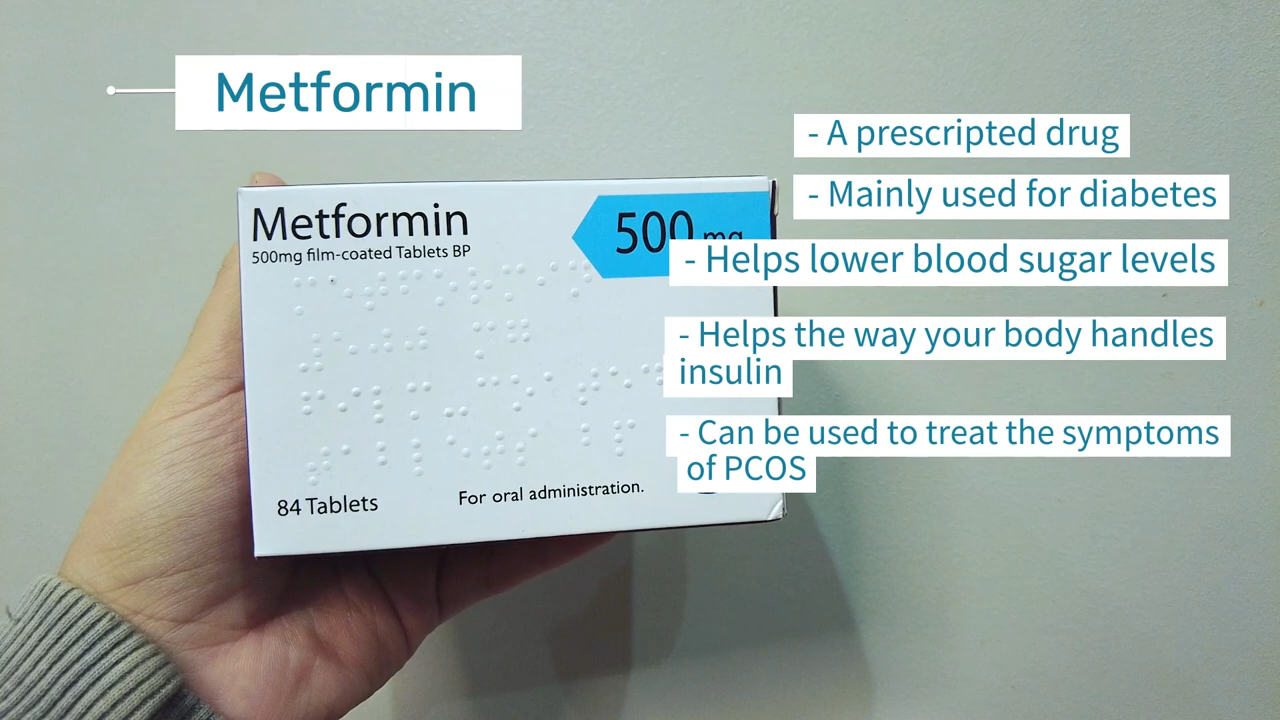 Metformin
- A prescripted drug
- Mainly used for diabetes
- Helps lower blood sugar levels
- Helps the way your body handles
insulin
- Can be used to treat the symptoms
of PCOS
Metformin
500mg film-coated Tablets BP
500 mg
84 Tablets
For oral administration.